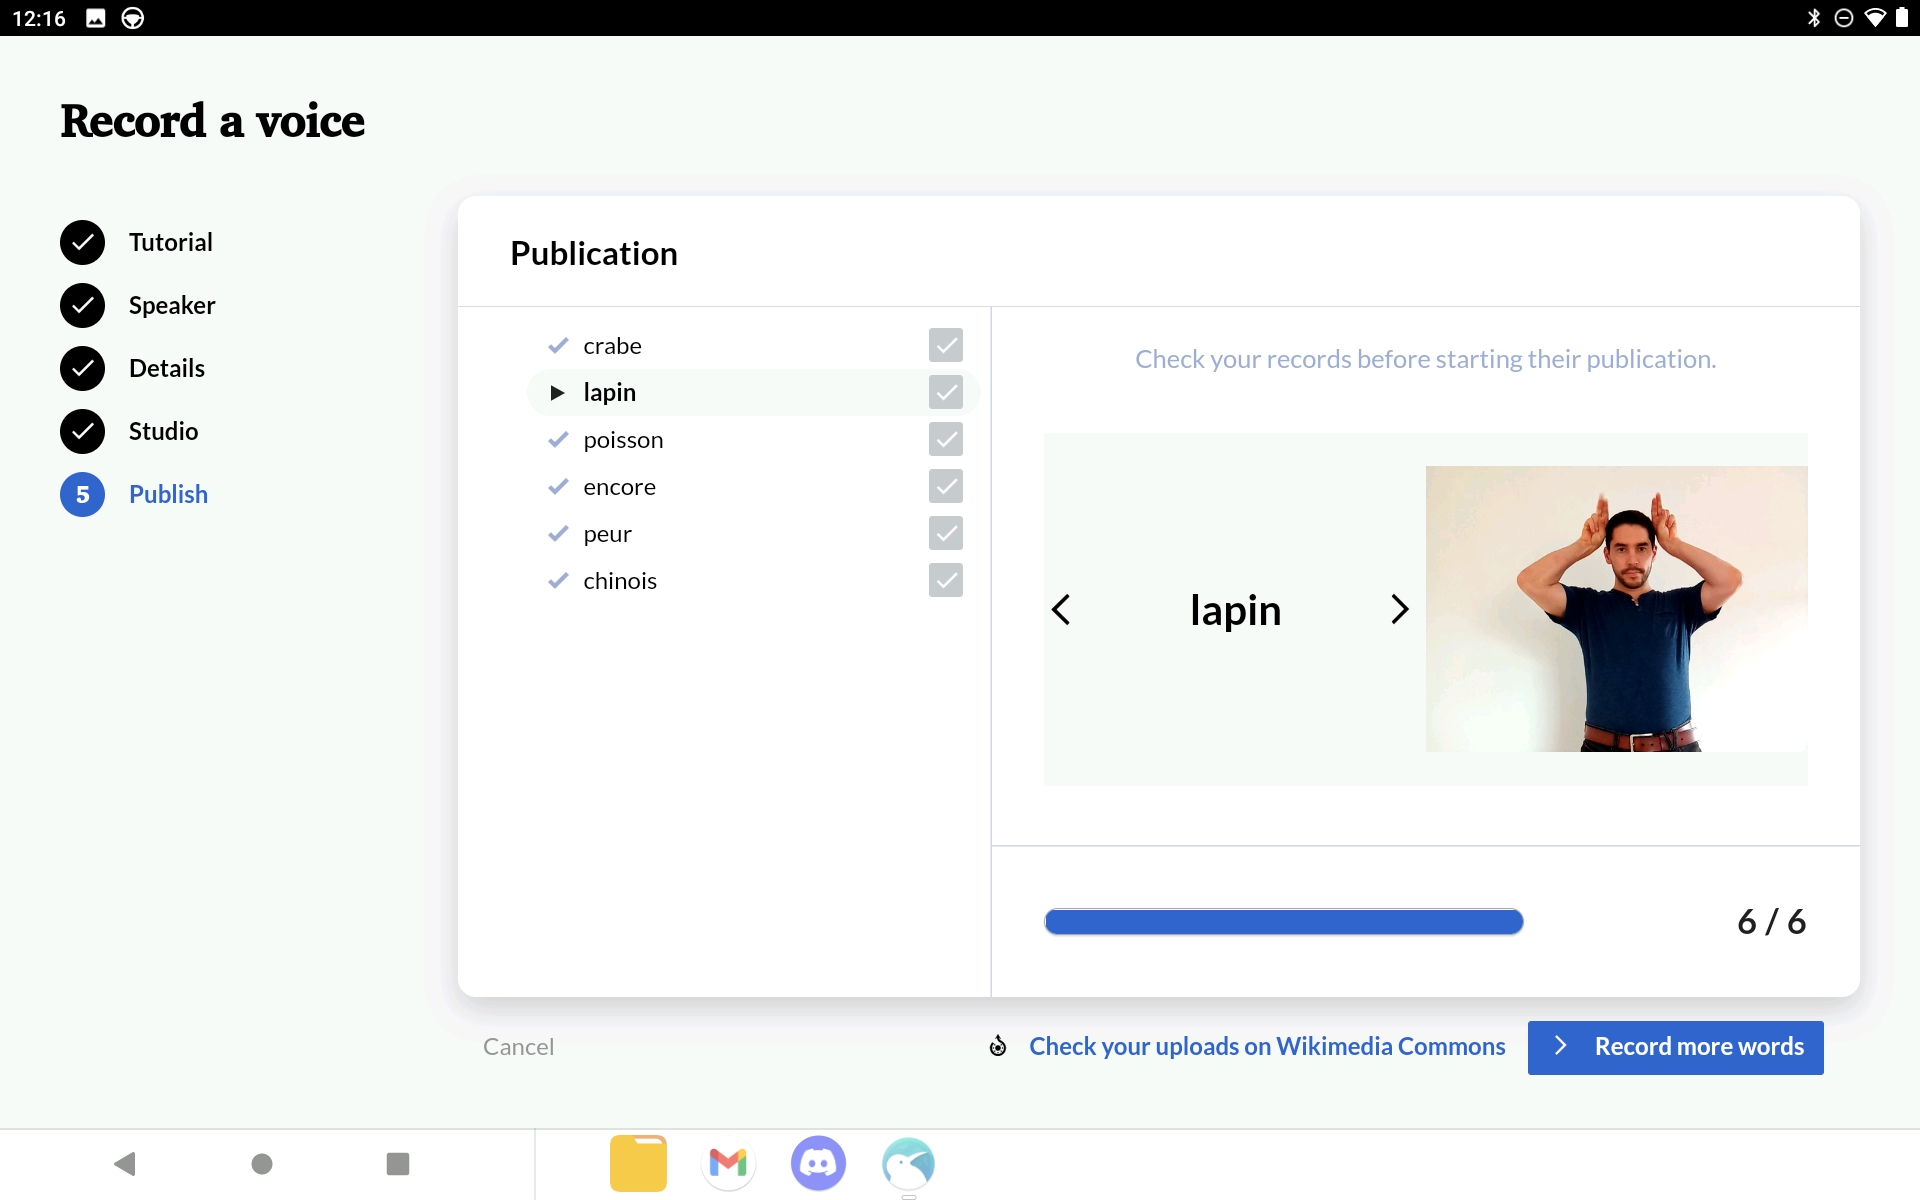 12:16
Record a voice
Tutorial
Speaker
Details
Studio
5 Publish
Publication
crabe
lapin
poisson
encore
peur
chinois
Check your records before starting their publication.
lapin
6 / 6
Cancel
Check your uploads on Wikimedia Commons
Record more words